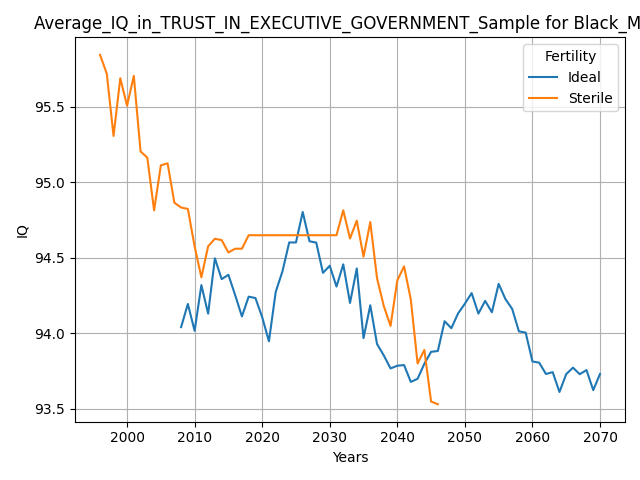 Average_IQ_in_TRUST_IN_EXECUTIVE_GOVERNMENT_Sample for Black_M
Fertility
Ideal
Sterile
95.5
95.0
94.5
94.0
93.5
IQ
2000 2010 2020 2030 2040 2050 2060 2070
Years